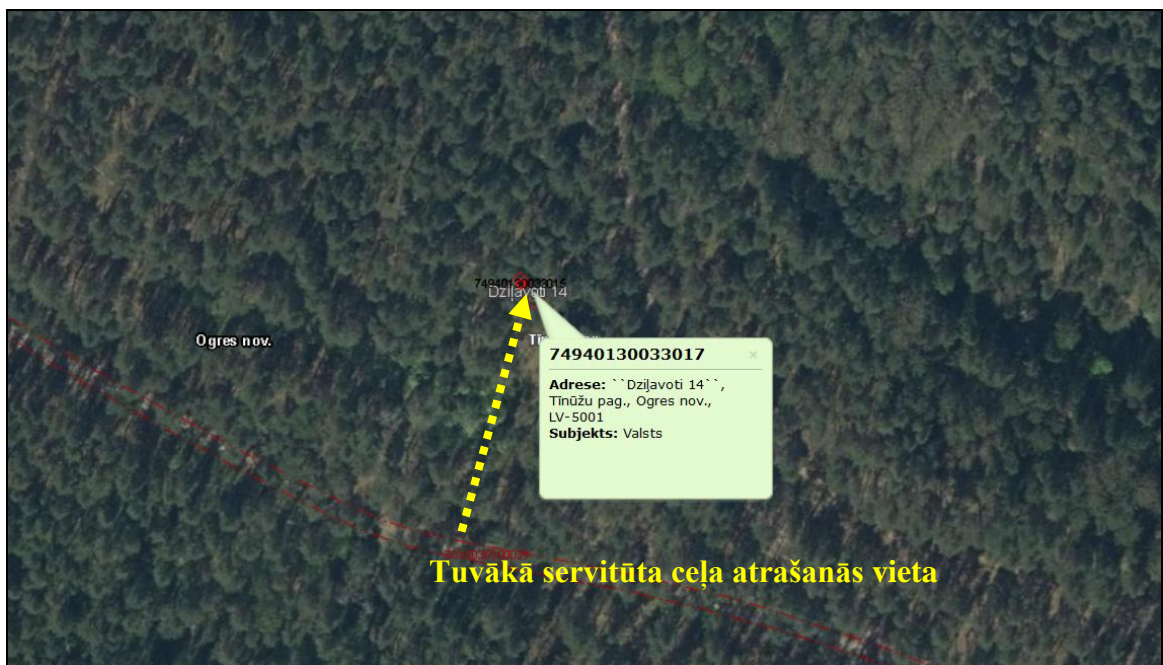 74940130033015
Dziļavoti 14
Ogres nov.
74940130033017 ×
Adrese: ``Dziļavoti 14``,
Tīnūžu pag., Ogres nov.,
LV-5001
Subjekts: Valsts
Tuvākā servitūta ceļa atrašanās vieta